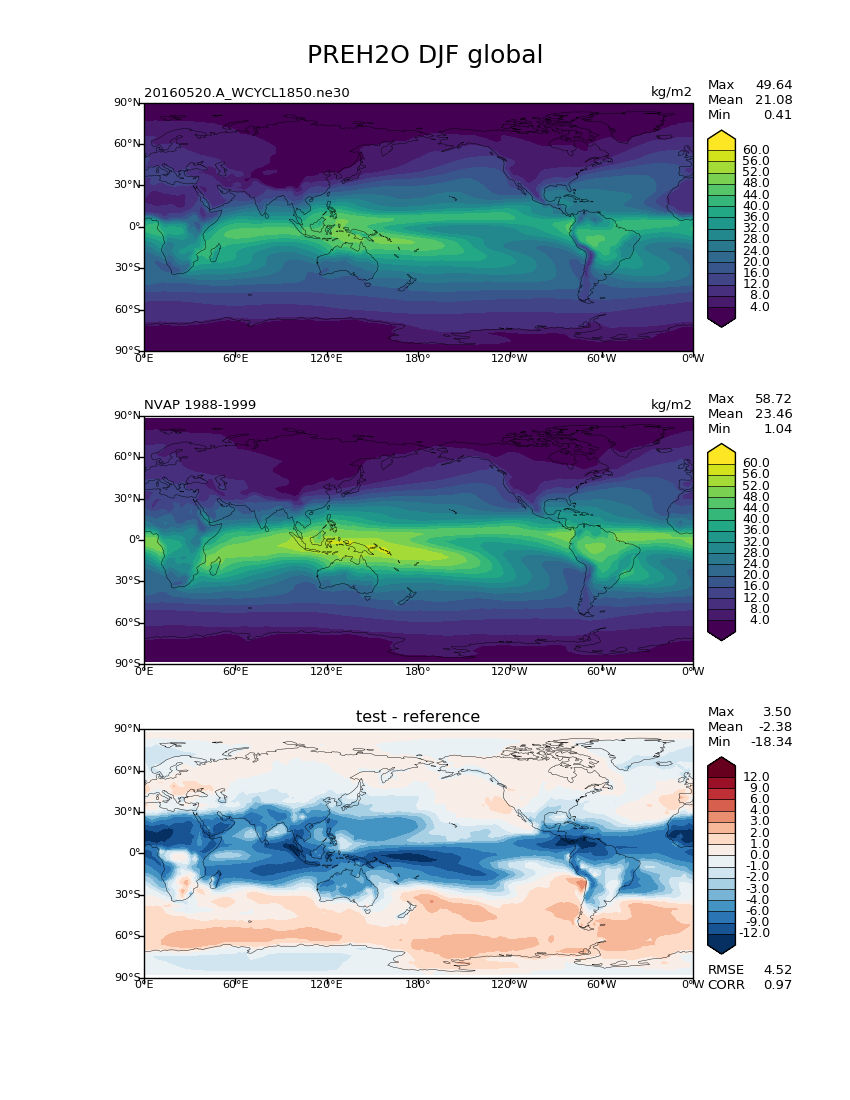 PREH2O DJF global
20160520.A_WCYCL1850.ne30
kg/m2
Max 49.64
Mean 21.08
Min 0.41
90°N
60°N
30°N
0°
30°S
60°S
90°S
0°E 60°E 120°E 180° 120°W 60°W 0°W
60.0
56.0
52.0
48.0
44.0
40.0
36.0
32.0
28.0
24.0
20.0
16.0
12.0
8.0
4.0
NVAP 1988-1999
kg/m2
Max 58.72
Mean 23.46
Min 1.04
90°N
60°N
30°N
0°
30°S
60°S
90°S
0°E 60°E 120°E 180° 120°W 60°W 0°W
60.0
56.0
52.0
48.0
44.0
40.0
36.0
32.0
28.0
24.0
20.0
16.0
12.0
8.0
4.0
test - reference
Max 3.50
Mean -2.38
Min -18.34
90°N
60°N
30°N
0°
30°S
60°S
90°S
0°E 60°E 120°E 180° 120°W 60°W 0°W
12.0
9.0
6.0
4.0
3.0
2.0
1.0
0.0
-1.0
-2.0
-3.0
-4.0
-6.0
-9.0
-12.0
RMSE 4.52
CORR 0.97